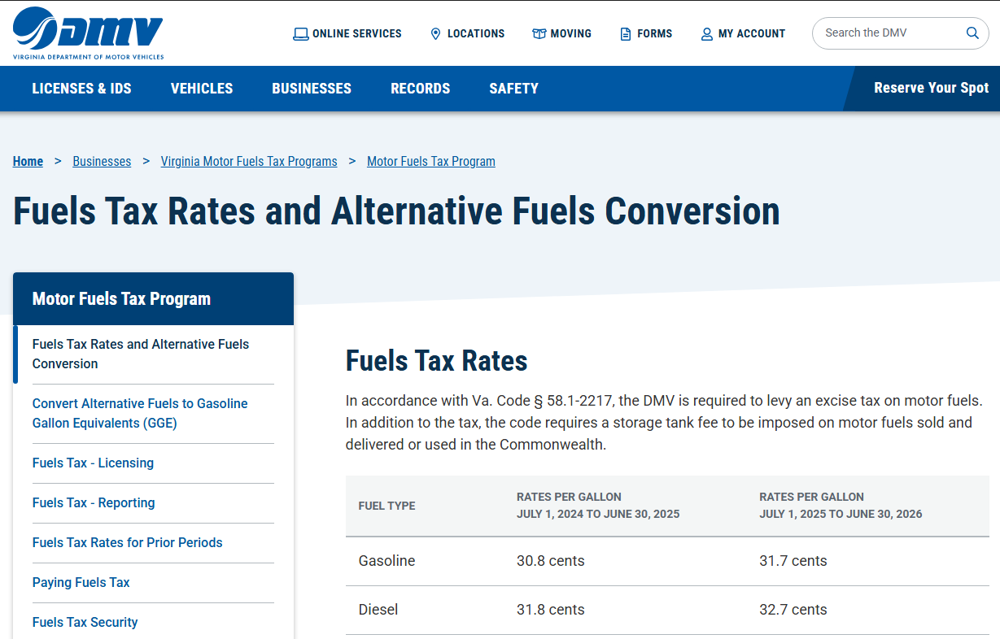 DMV
VIRGINIA DEPARTMENT OF MOTOR VEHICLES
ONLINE SERVICES
LOCATIONS
MOVING
FORMS
MY ACCOUNT
Search the DMV
LICENSES & IDS
VEHICLES
BUSINESSES
RECORDS
SAFETY
Reserve Your Spot
Home > Businesses > Virginia Motor Fuels Tax Programs > Motor Fuels Tax Program
Fuels Tax Rates and Alternative Fuels Conversion
Motor Fuels Tax Program
Fuels Tax Rates and Alternative Fuels
Conversion
Convert Alternative Fuels to Gasoline
Gallon Equivalents (GGE)
Fuels Tax - Licensing
Fuels Tax - Reporting
Fuels Tax Rates for Prior Periods
Paying Fuels Tax
Fuels Tax Security
Fuels Tax Rates
In accordance with Va. Code § 58.1-2217, the DMV is required to levy an excise tax on motor fuels.
In addition to the tax, the code requires a storage tank fee to be imposed on motor fuels sold and
delivered or used in the Commonwealth.
FUEL TYPE
RATES PER GALLON
JULY 1, 2024 TO JUNE 30, 2025
RATES PER GALLON
JULY 1, 2025 TO JUNE 30, 2026
Gasoline 30.8 cents 31.7 cents
Diesel 31.8 cents 32.7 cents